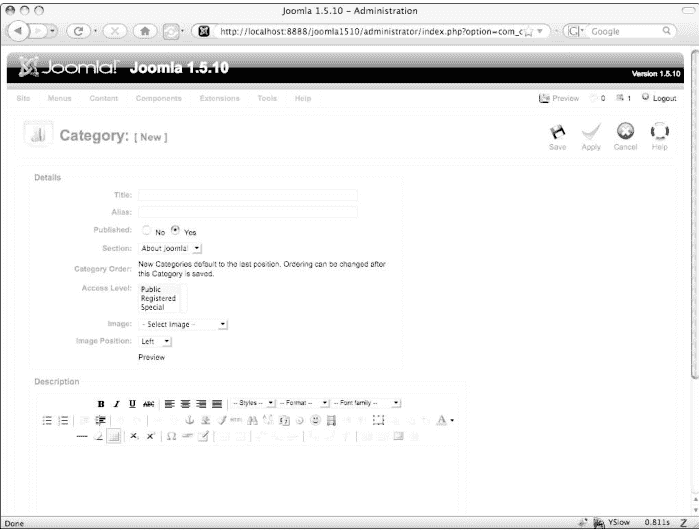 Joomla 1.5.10 - Administration
http://localhost:8888/joomla1510/administrator/index.php?option=com_c
Google
Joomla! Joomla 1.5.10
Version 1.5.10
Site Menus Content Components Extensions Tools Help
Preview 0 1 Logout
Category: [ New ]
Save Apply Cancel Help
Details
Title:
Alias:
Published: No Yes
Section: About Joomla!
Category Order: New Categories default to the last position. Ordering can be changed after
this Category is saved.
Access Level: Public
Registered
Special
Image: - Select Image -
Image Position: Left
Preview
Description
B I U ABC -- Styles -- -- Format -- -- Font family --
HTML
A
x, x'
Done YSlow 0.811s